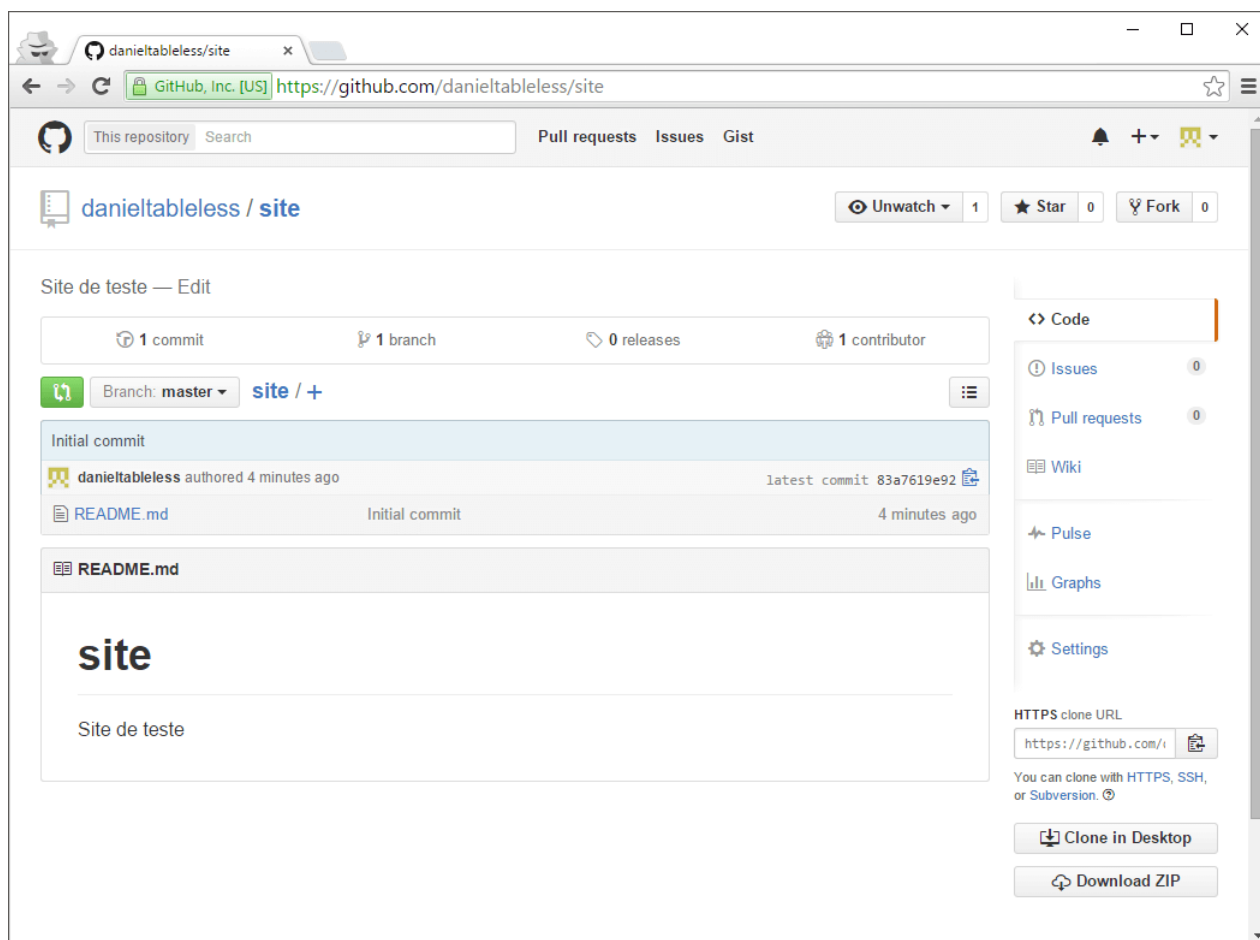 danieltableless/site
GitHub, Inc. [US] https://github.com/danieltableless/site
This repository Search Pull requests Issues Gist
danieltableless / site Unwatch 1 Star 0 Fork 0
Site de teste — Edit
1 commit 1 branch 0 releases 1 contributor
Branch: master site / +
Initial commit
danieltableless authored 4 minutes ago latest commit 83a7619e92
README.md Initial commit 4 minutes ago
README.md
site
Site de teste
Code
Issues 0
Pull requests 0
Wiki
Pulse
Graphs
Settings
HTTPS clone URL
https://github.com/
You can clone with HTTPS, SSH,
or Subversion.
Clone in Desktop
Download ZIP